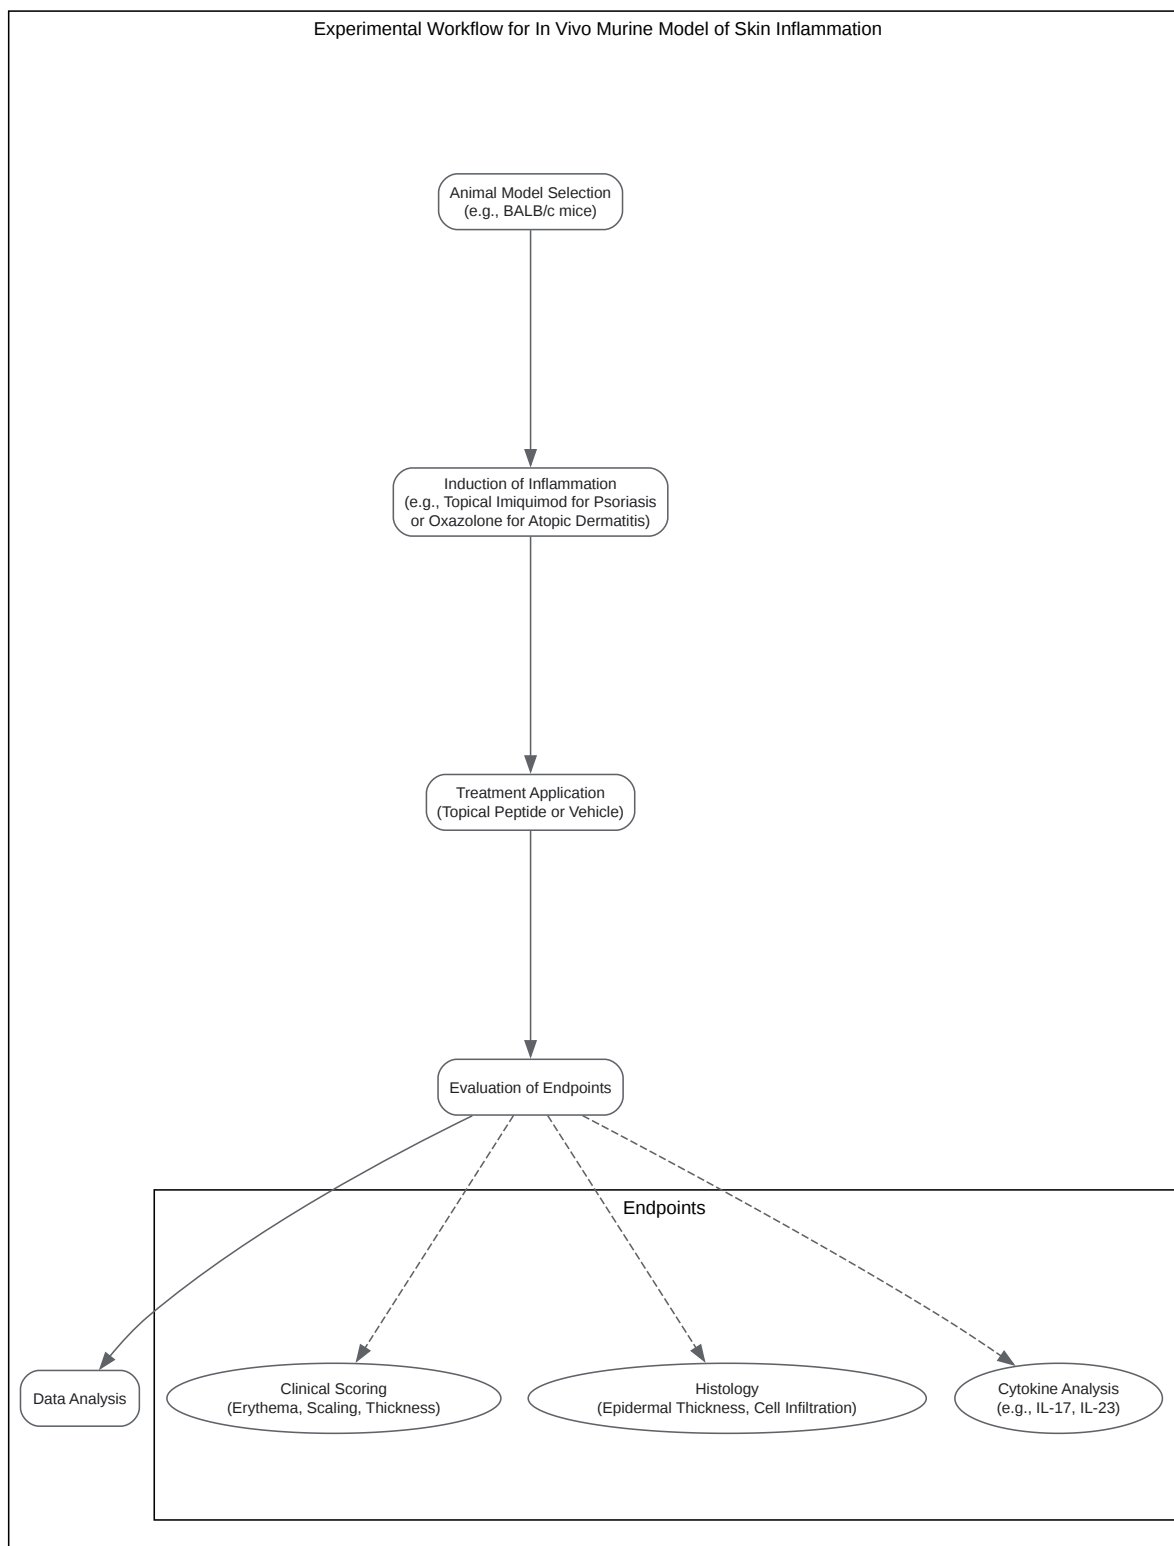 Experimental Workflow for In Vivo Murine Model of Skin Inflammation
Animal Model Selection
(e.g., BALB/c mice)
Induction of Inflammation
(e.g., Topical Imiquimod for Psoriasis
or Oxazolone for Atopic Dermatitis)
Treatment Application
(Topical Peptide or Vehicle)
Evaluation of Endpoints
Endpoints
Data Analysis
Clinical Scoring
(Erythema, Scaling, Thickness)
Histology
(Epidermal Thickness, Cell Infiltration)
Cytokine Analysis
(e.g., IL-17, IL-23)